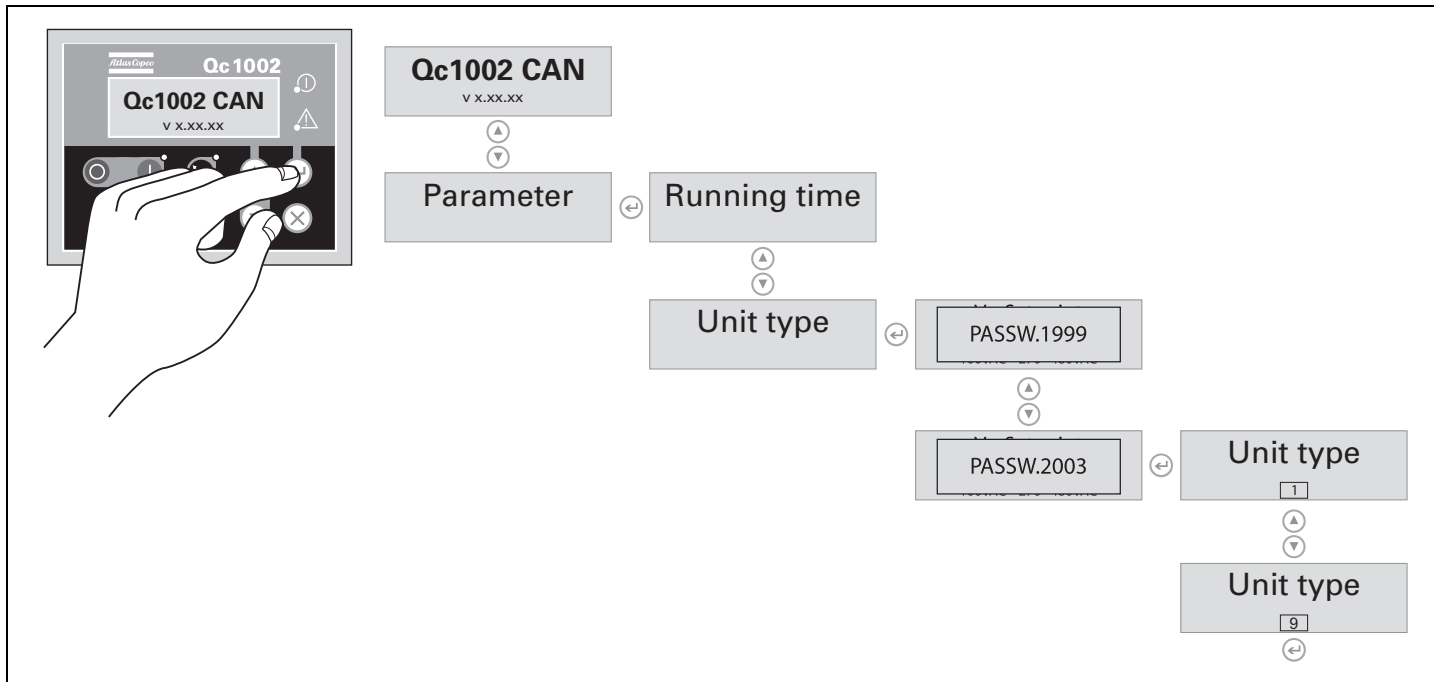 Atlas Copco
Qc1002
Qc1002 CAN
v x.xx.xx
Qc1002 CAN
v x.xx.xx
Parameter
Running time
Unit type
PASSW.1999
PASSW.2003
Unit type
1
Unit type
9